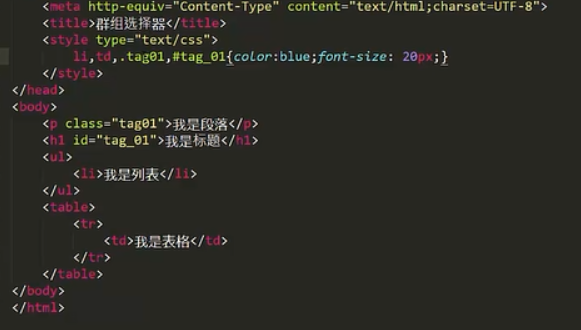 <meta http-equiv="Content-Type" content="text/html;charset=UTF-8">
<title>群组选择器</title>
<style type="text/css">
li,td,.tag01,#tag_01{color:blue;font-size: 20px;}
</style>
</head>
<body>
<p class="tag01">我是段落</p>
<h1 id="tag_01">我是标题</h1>
<ul>
<li>我是列表</li>
</ul>
<table>
<tr>
<td>我是表格</td>
</tr>
</table>
</body>
</html>